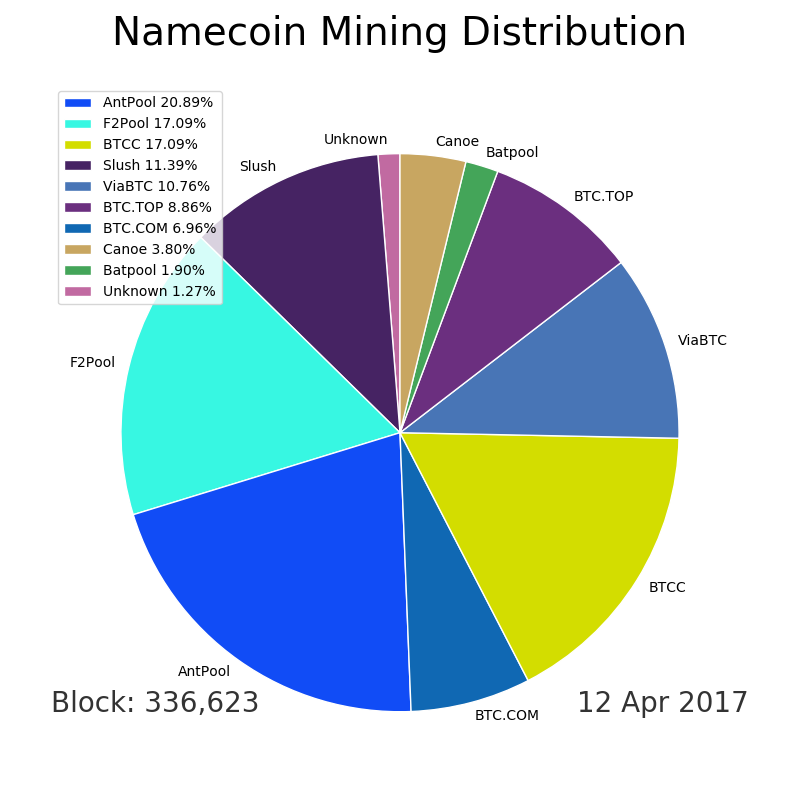 Namecoin Mining Distribution
AntPool 20.89%
F2Pool 17.09%
BTCC 17.09%
Slush 11.39%
ViaBTC 10.76%
BTC.TOP 8.86%
BTC.COM 6.96%
Canoe 3.80%
Batpool 1.90%
Unknown 1.27%
Unknown
Canoe
Batpool
Slush
BTC.TOP
ViaBTC
F2Pool
BTCC
AntPool
BTC.COM
Block: 336,623
12 Apr 2017